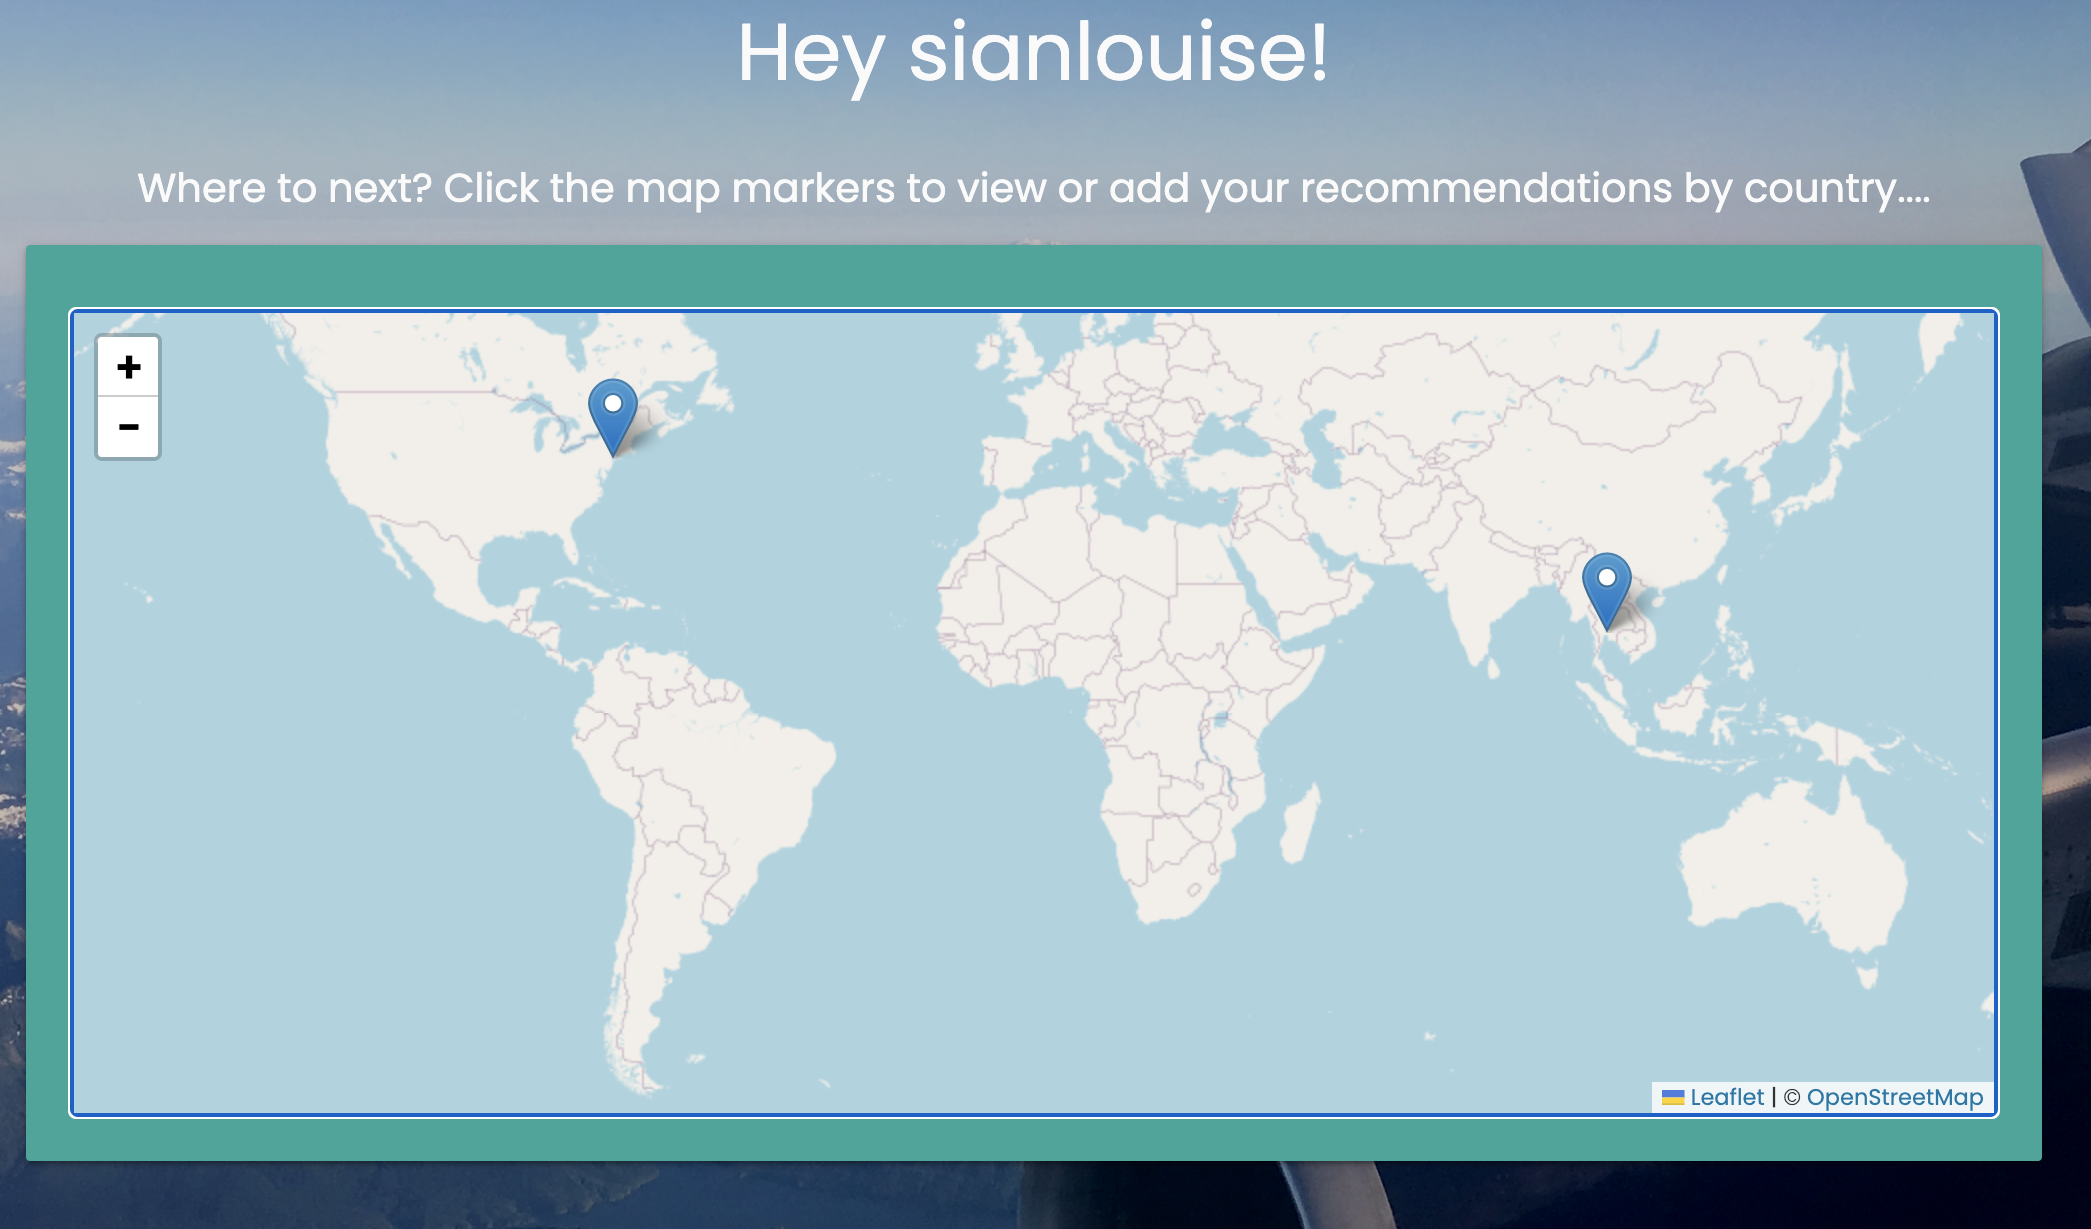 Hey sianlouise!
Where to next? Click the map markers to view or add your recommendations by country....
+
−
Leaflet | © OpenStreetMap